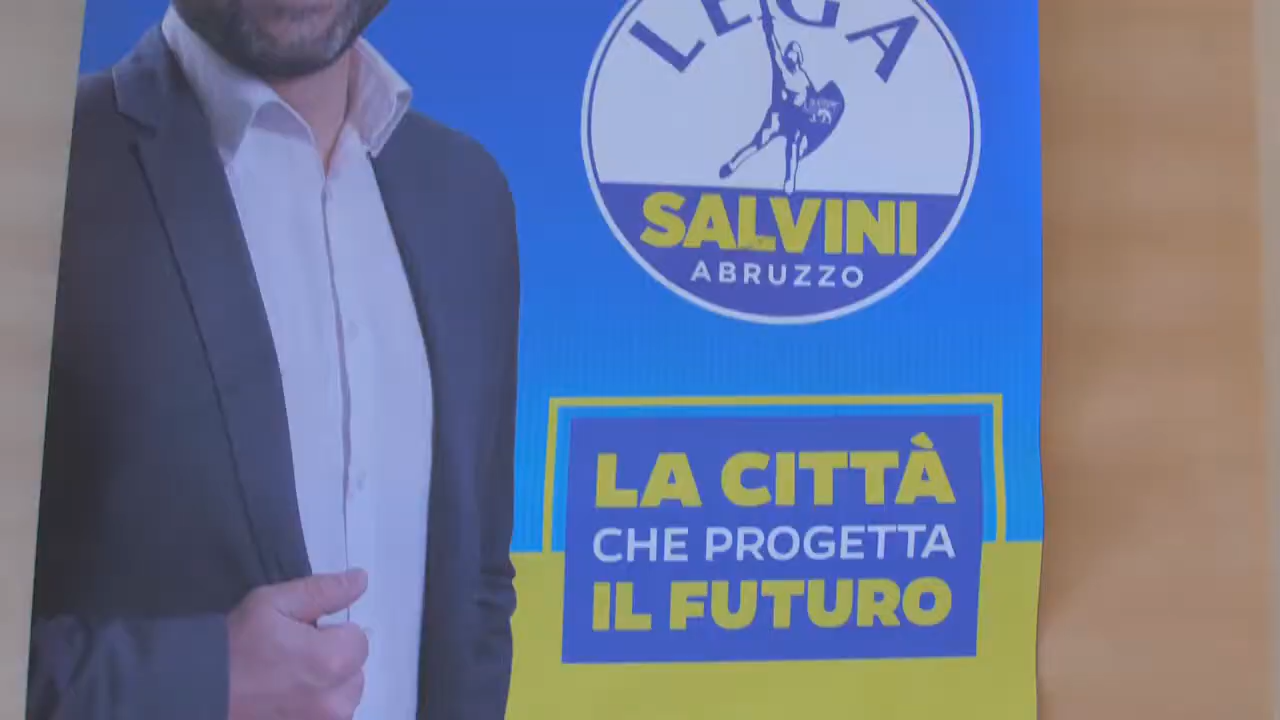 LEGA
SALVINI
ABRUZZO
LA CITTÀ
CHE PROGETTA
IL FUTURO